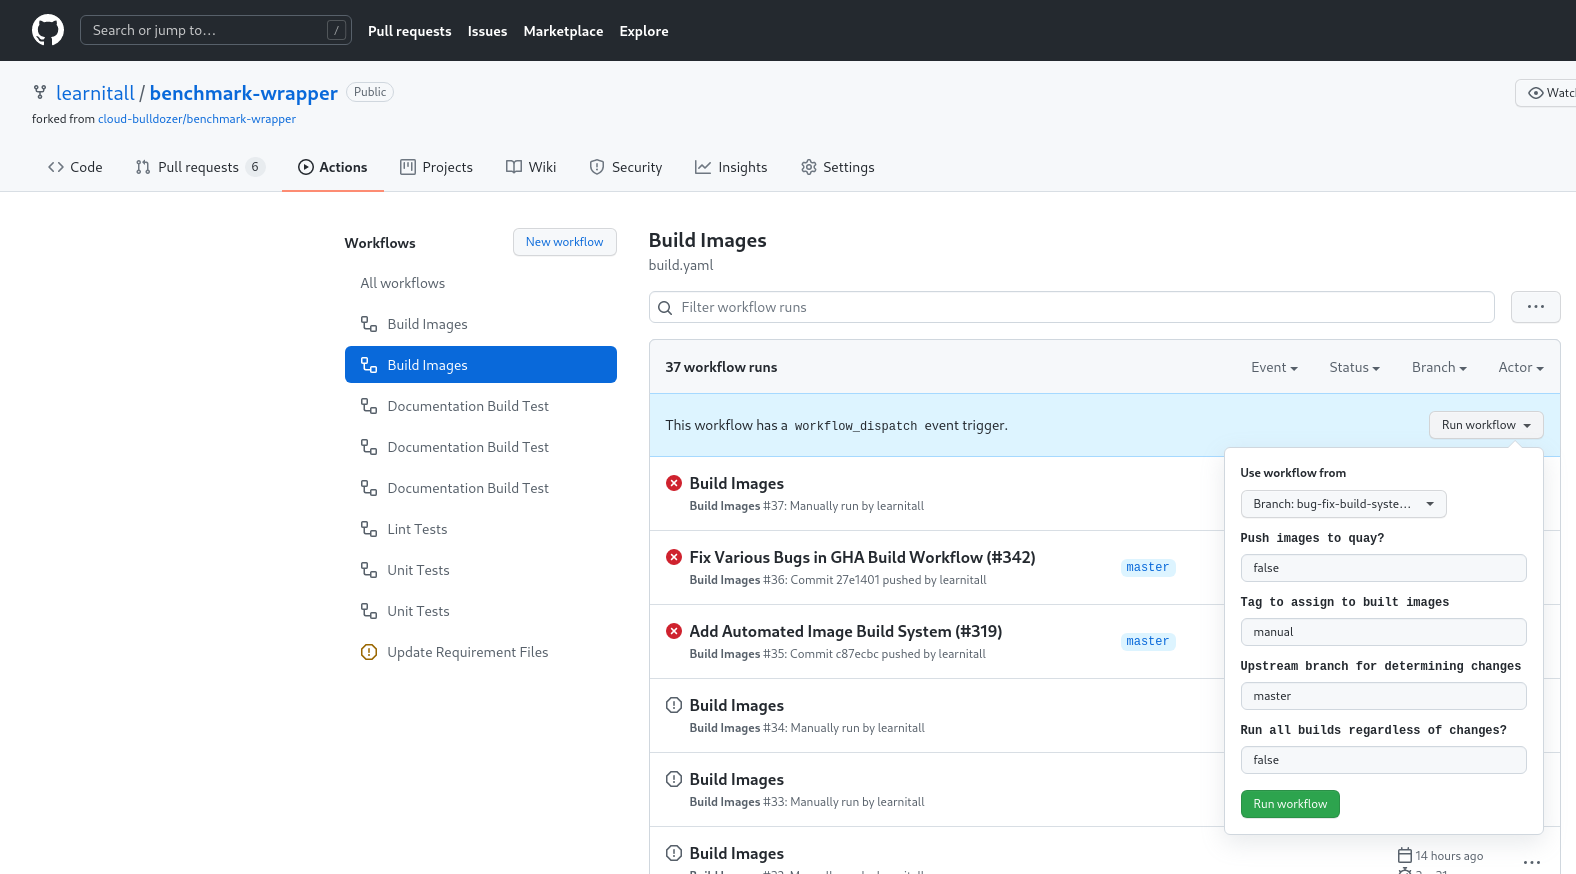 Search or jump to… /
Pull requests Issues Marketplace Explore
learnitall / benchmark-wrapper Public
forked from cloud-bulldozer/benchmark-wrapper
Code Pull requests 6 Actions Projects Wiki Security Insights Settings
Workflows
New workflow
All workflows
Build Images
Build Images
Documentation Build Test
Documentation Build Test
Documentation Build Test
Lint Tests
Unit Tests
Unit Tests
Update Requirement Files
Build Images
build.yaml
Filter workflow runs
37 workflow runs
Event Status Branch Actor
This workflow has a workflow_dispatch event trigger.
Run workflow
Build Images
Build Images #37: Manually run by learnitall
Fix Various Bugs in GHA Build Workflow (#342)
Build Images #36: Commit 27e1401 pushed by learnitall
master
Add Automated Image Build System (#319)
Build Images #35: Commit c87ecbc pushed by learnitall
master
Build Images
Build Images #34: Manually run by learnitall
Build Images
Build Images #33: Manually run by learnitall
Build Images
14 hours ago
Use workflow from
Branch: bug-fix-build-syste…
Push images to quay?
false
Tag to assign to built images
manual
Upstream branch for determining changes
master
Run all builds regardless of changes?
false
Run workflow